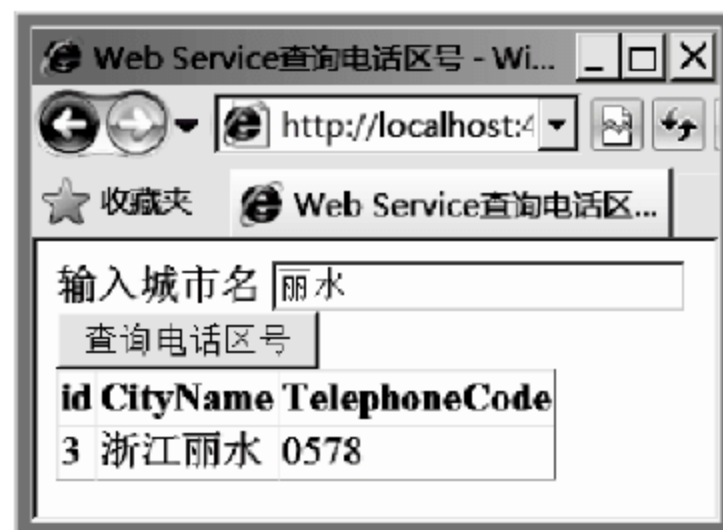 Web Service查询电话区号 - Wi...
http://localhost:4
收藏夹 Web Service查询电话区...
输入城市名 丽水
查询电话区号
id CityName TelephoneCode
3 浙江丽水 0578